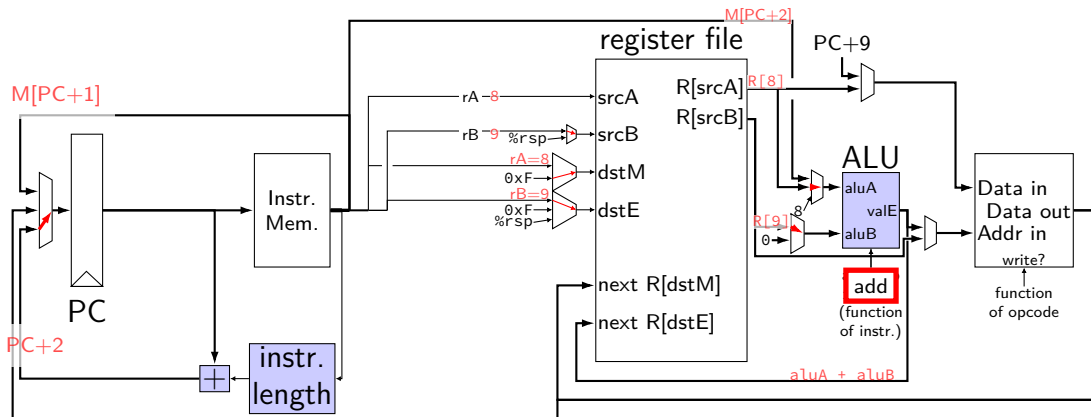 M[PC+2]
register file
PC+9
M[PC+1]
R[srcA]
R[8]
rA 8
srcA
R[srcB]
rB 9
%rsp
srcB
ALU
rA=8
0xF
dstM
Instr.
Mem.
rB=9
0xF
%rsp
dstE
8
aluA
valE
aluB
R[9]
0
Data in
Data out
Addr in
write?
add
(function
of instr.)
function
of opcode
PC
next R[dstM]
next R[dstE]
PC+2
+
instr.
length
aluA + aluB